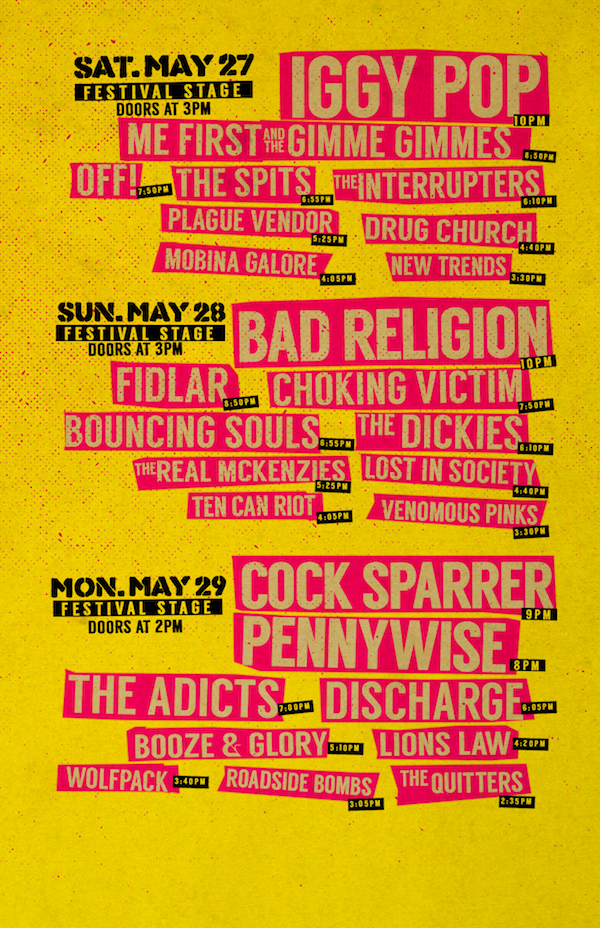 SAT. MAY 27
FESTIVAL STAGE
DOORS AT 3PM
IGGY POP
10PM
ME FIRST AND THE GIMME GIMMES
8:50PM
OFF! 7:50PM THE SPITS 6:55PM THE INTERRUPTERS 6:10PM
PLAGUE VENDOR 5:25PM DRUG CHURCH 4:40PM
MOBINA GALORE 4:05PM NEW TRENDS 3:30PM
SUN. MAY 28
FESTIVAL STAGE
DOORS AT 3PM
BAD RELIGION
10PM
FIDLAR 8:50PM CHOKING VICTIM 7:50PM
BOUNCING SOULS 6:55PM THE DICKIES 6:10PM
THE REAL MCKENZIES 5:25PM LOST IN SOCIETY 4:40PM
TEN CAN RIOT 4:05PM VENOMOUS PINKS 3:30PM
MON. MAY 29
FESTIVAL STAGE
DOORS AT 2PM
COCK SPARRER
9PM
PENNYWISE 8PM
THE ADICTS 7:00PM DISCHARGE 6:05PM
BOOZE & GLORY 5:10PM LIONS LAW 4:20PM
WOLFPACK 3:40PM ROADSIDE BOMBS 3:05PM THE QUITTERS 2:35PM